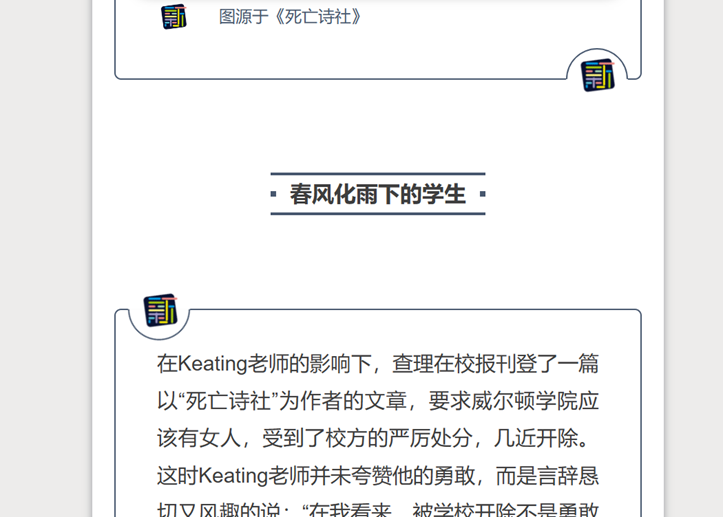 图源于《死亡诗社》
春风化雨下的学生
在Keating老师的影响下，查理在校报刊登了一篇
以“死亡诗社”为作者的文章，要求威尔顿学院应
该有女人，受到了校方的严厉处分，几近开除。
这时Keating老师并未夸赞他的勇敢，而是言辞恳
切又风趣的说：“在我看来，被学校开除不是勇敢